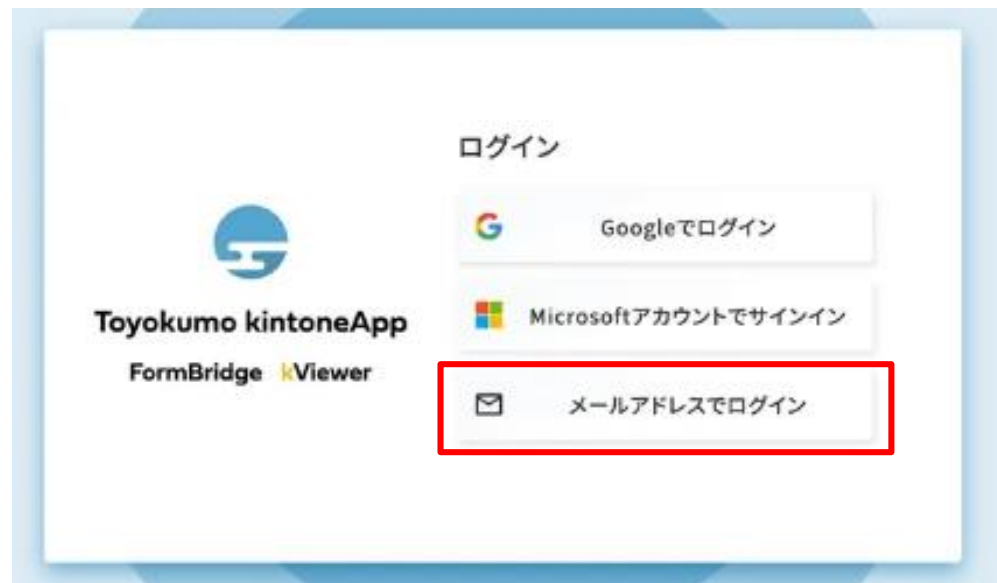 ログイン
Googleでログイン
Microsoftアカウントでサインイン
メールアドレスでログイン
Toyokumo kintoneApp
FormBridge kViewer